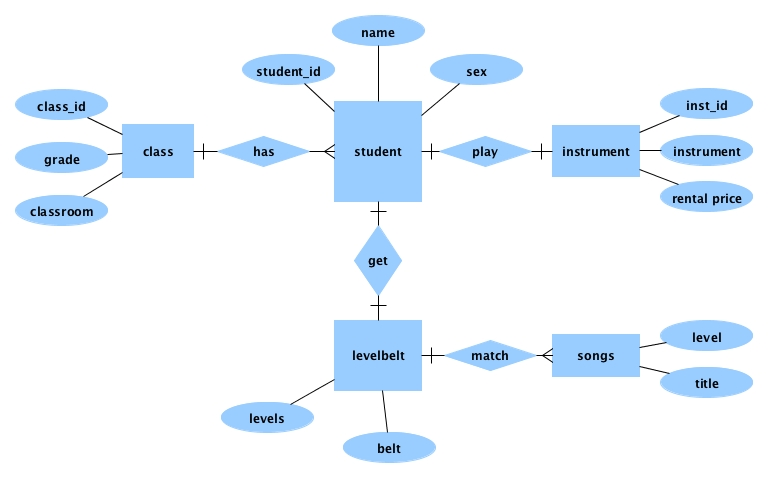 name
student_id
sex
class_id
inst_id
class
has
student
play
instrument
instrument
grade
rental price
classroom
get
levelbelt
match
songs
level
title
levels
belt